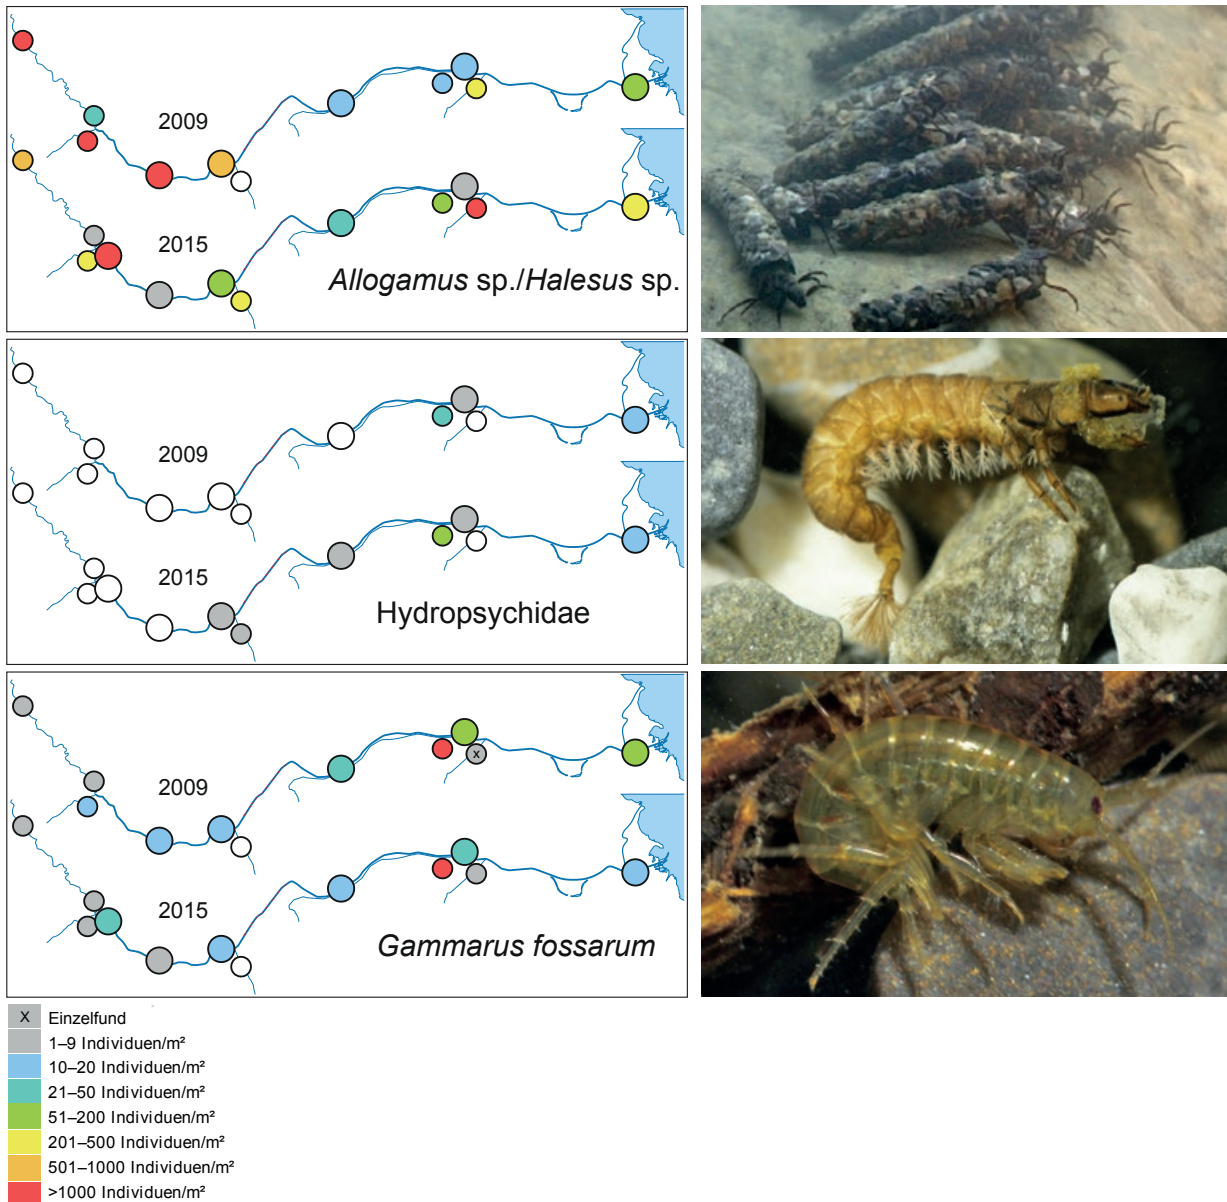 2009
2015
Allogamus sp./Halesus sp.
2009
2015
Hydropsychidae
2009
x
2015
Gammarus fossarum
X Einzelfund
1–9 Individuen/m²
10–20 Individuen/m²
21–50 Individuen/m²
51–200 Individuen/m²
201–500 Individuen/m²
501–1000 Individuen/m²
>1000 Individuen/m²